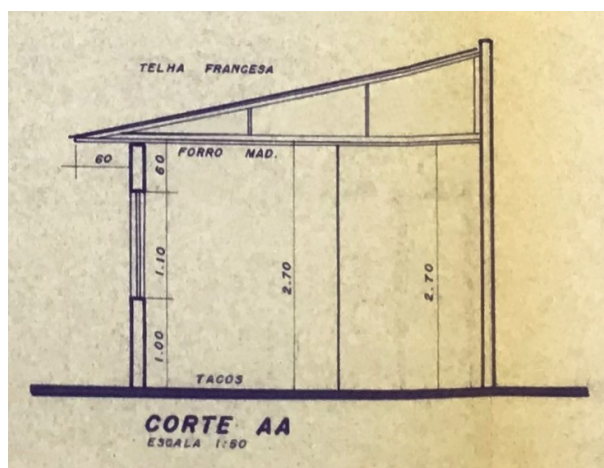 TELHA FRANCESA
60
FORRO MAD.
60
1.10
2.70
2.70
1.00
TACOS
CORTE AA
ESCALA 1:50